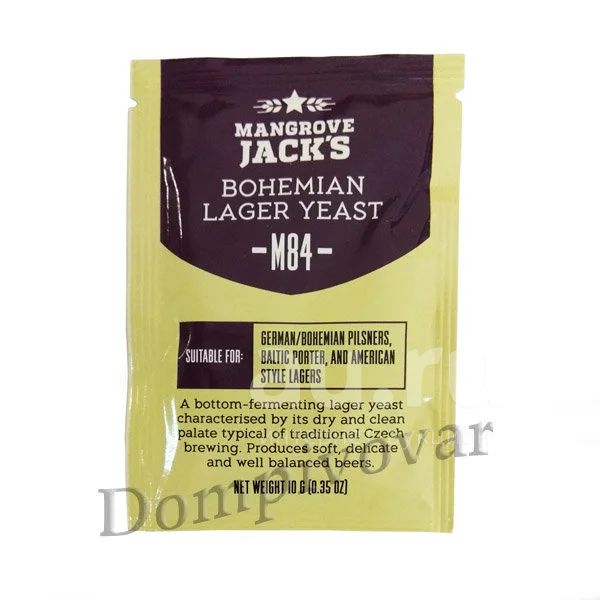 MANGROVE
JACK'S
BOHEMIAN
LAGER YEAST
-M84-
SUITABLE FOR:
GERMAN/BOHEMIAN PILSNERS,
BALTIC PORTER, AND AMERICAN
STYLE LAGERS
A bottom-fermenting lager yeast
characterised by its dry and clean
palate typical of traditional Czech
brewing. Produces soft, delicate
and well balanced beers.
NET WEIGHT 10 G (0.35 OZ)
Dompivovar